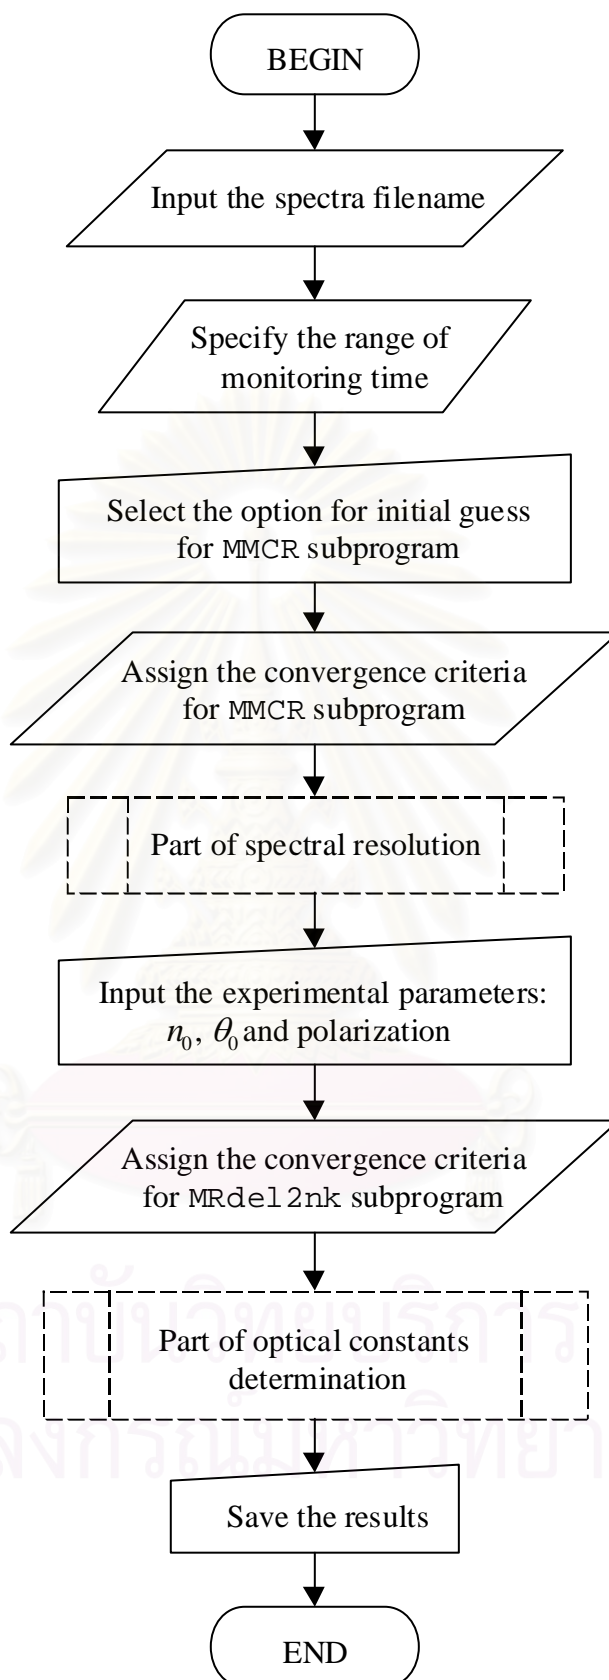 BEGIN
Input the spectra filename
Specify the range of
monitoring time
Select the option for initial guess
for MMCR subprogram
Assign the convergence criteria
for MMCR subprogram
Part of spectral resolution
Input the experimental parameters:
n₀, θ₀ and polarization
Assign the convergence criteria
for MRdel2nk subprogram
Part of optical constants
determination
Save the results
END